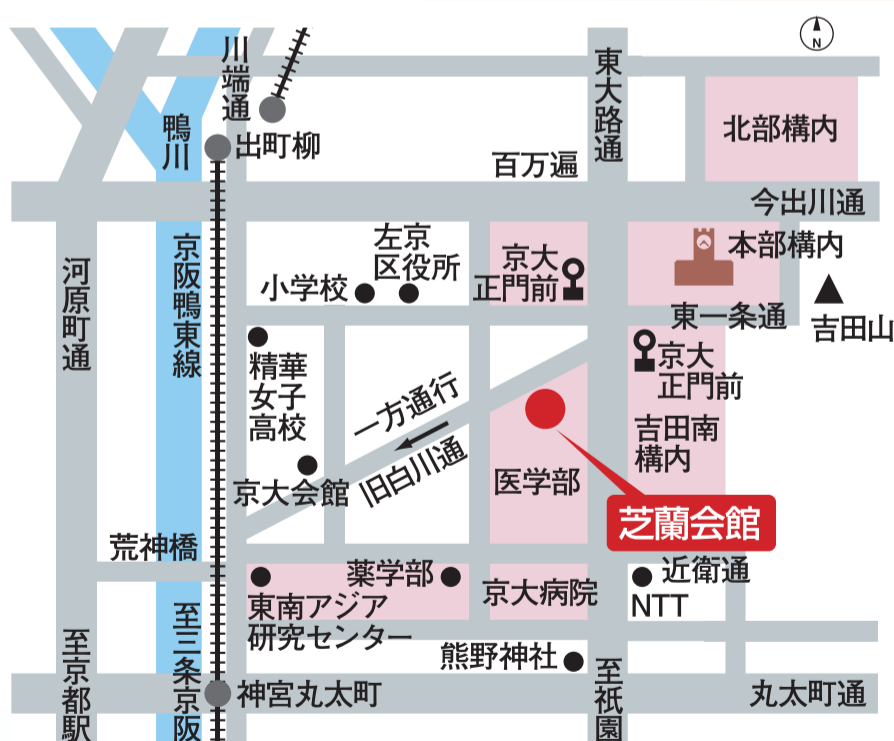 N
川端通
東大路通
北部構内
鴨川
出町柳
百万遍
今出川通
河原町通
京阪鴨東線
左京
区役所
小学校
京大
正門前
本部構内
東一条通
吉田山
精華
女子
高校
京大
正門前
一方通行
旧白川通
吉田南
構内
京大会館
医学部
芝蘭会館
荒神橋
薬学部
近衛通
東南アジア
研究センター
京大病院
NTT
至京都駅
至三条京阪
熊野神社
至祇園
神宮丸太町
丸太町通